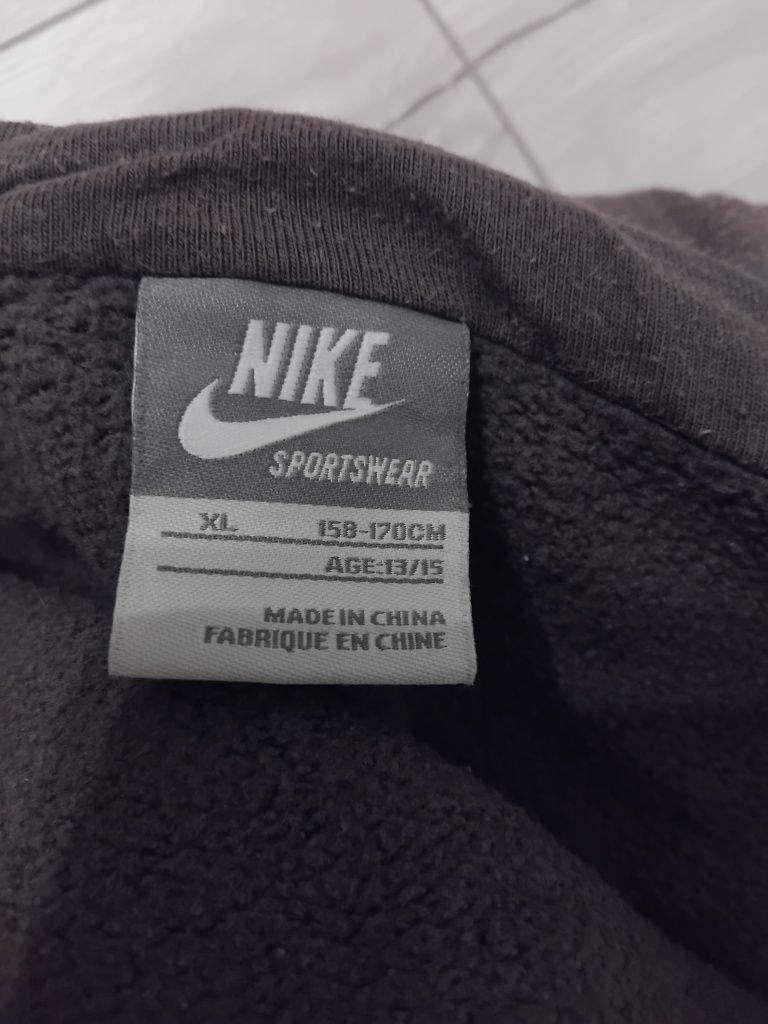 NIKE
SPORTSWEAR
XL 158-170CM
AGE:13/15
MADE IN CHINA
FABRIQUE EN CHINE